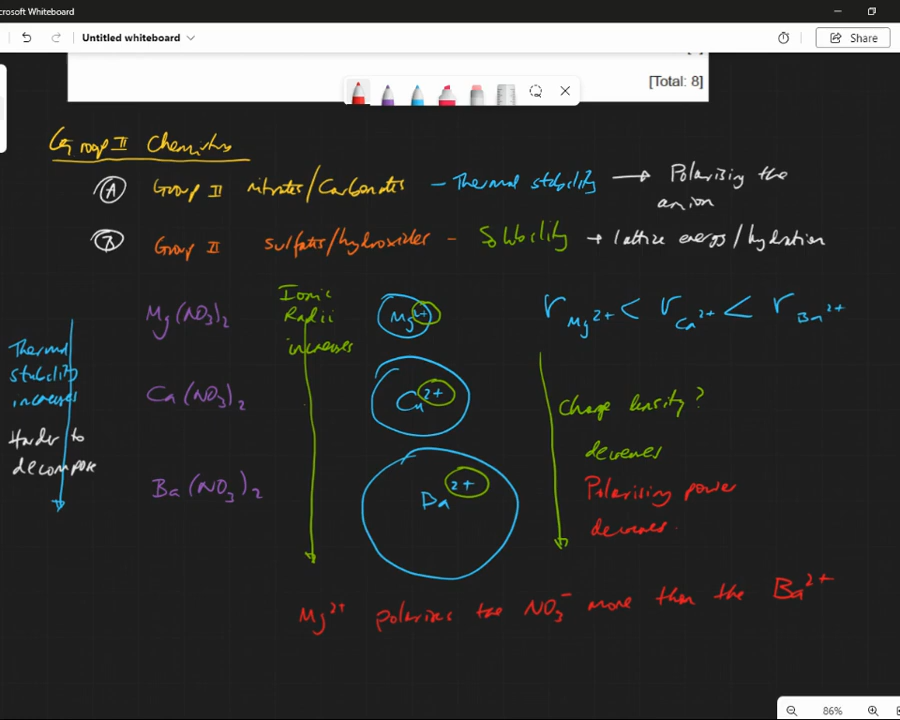 Microsoft Whiteboard
Untitled whiteboard
Share
[Total: 8]
Group II Chemistry
A Group II nitrates/Carbonates – Thermal stability → Polarising the
anion
B Group II sulfates/hydroxides – Solubility → lattice energy/hydration
Ionic
Radii
increases
Mg(NO3)2
Mg2+
rMg2+ < rCa2+ < rBa2+
Thermal
stability
increases
Harder to
decompose
Ca(NO3)2
Ca2+
Charge density?
decreases
Ba(NO3)2
Ba2+
Polarising power
decreases.
Mg2+ polarises the NO3- more than the Ba2+
86%